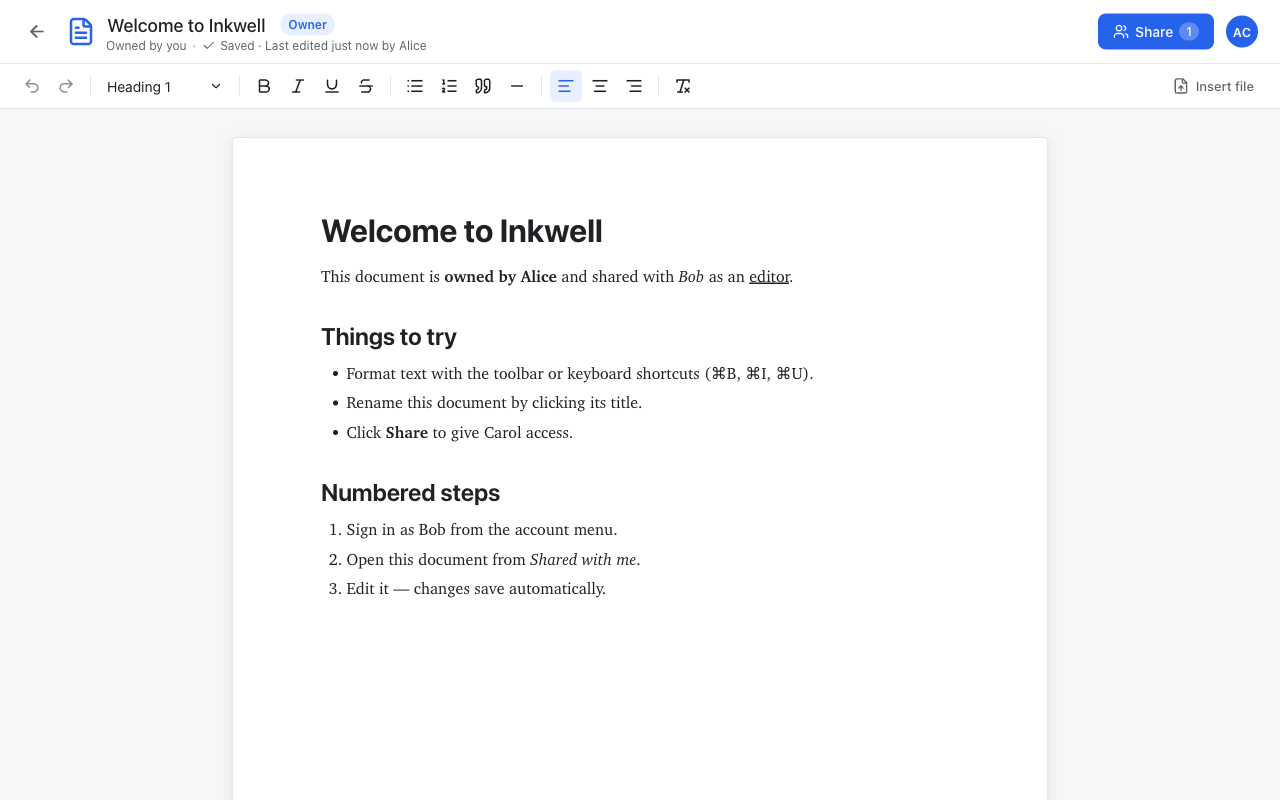 Welcome to Inkwell Owner
Owned by you · Saved · Last edited just now by Alice
Share 1
AC
Heading 1
Insert file
Welcome to Inkwell
This document is owned by Alice and shared with Bob as an editor.
Things to try
• Format text with the toolbar or keyboard shortcuts (⌘B, ⌘I, ⌘U).
• Rename this document by clicking its title.
• Click Share to give Carol access.
Numbered steps
1. Sign in as Bob from the account menu.
2. Open this document from Shared with me.
3. Edit it — changes save automatically.